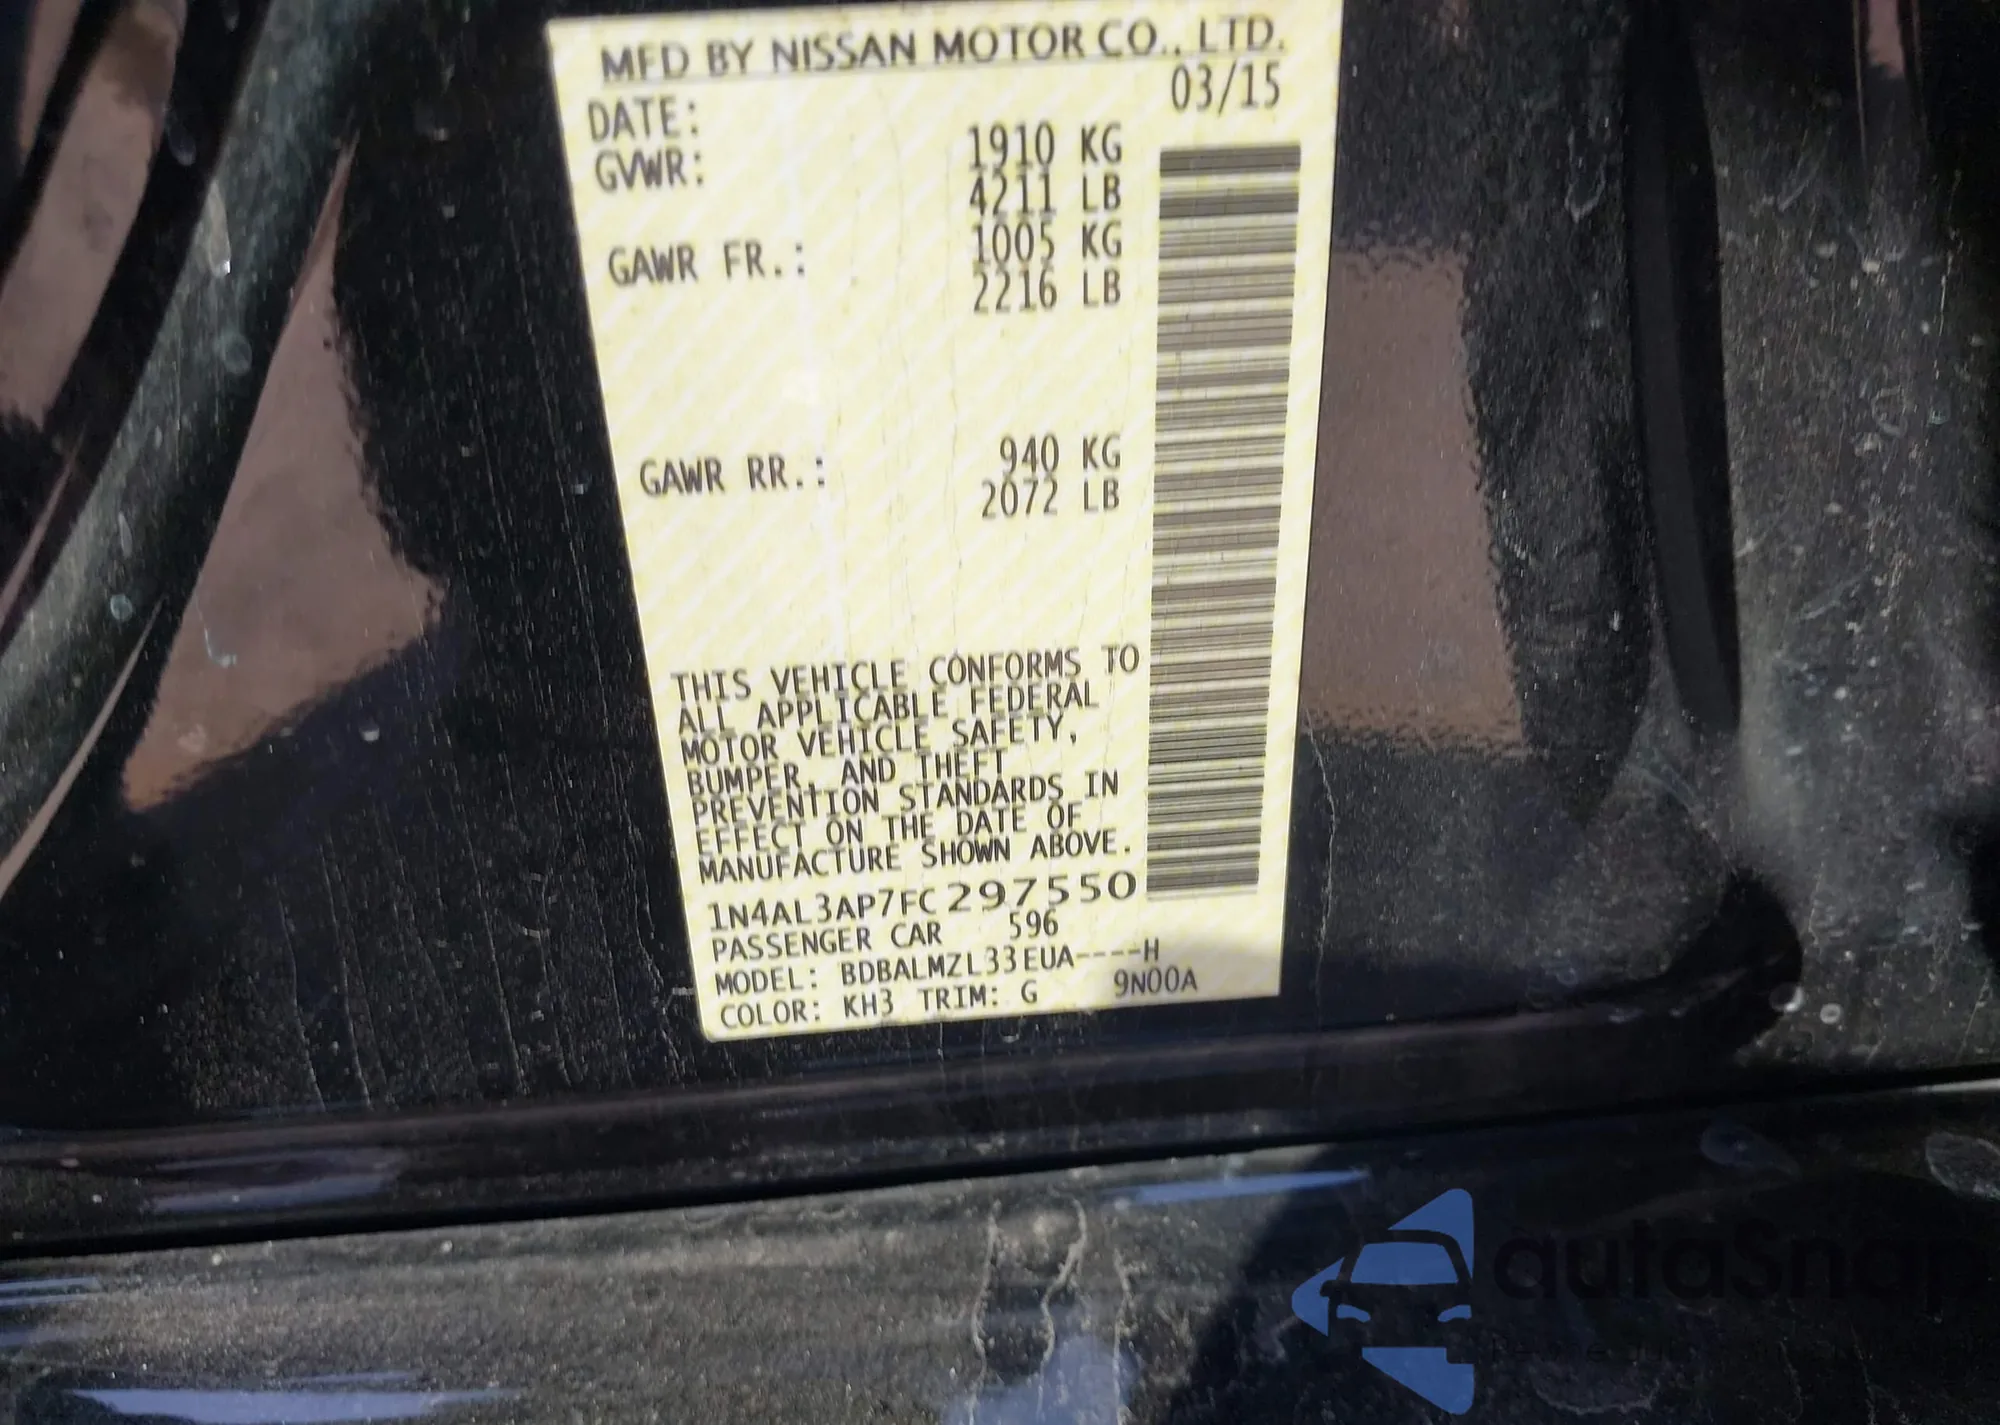 MFD BY NISSAN MOTOR CO., LTD.
DATE: 03/15
GVWR: 1910 KG
4211 LB
GAWR FR.: 1005 KG
2216 LB
GAWR RR.: 940 KG
2072 LB
THIS VEHICLE CONFORMS TO
ALL APPLICABLE FEDERAL
MOTOR VEHICLE SAFETY,
BUMPER, AND THEFT
PREVENTION STANDARDS IN
EFFECT ON THE DATE OF
MANUFACTURE SHOWN ABOVE.
1N4AL3AP7FC297550
PASSENGER CAR 596
MODEL: BDBALMZL33EUA----H
COLOR: KH3 TRIM: G 9N00A
autaSnap